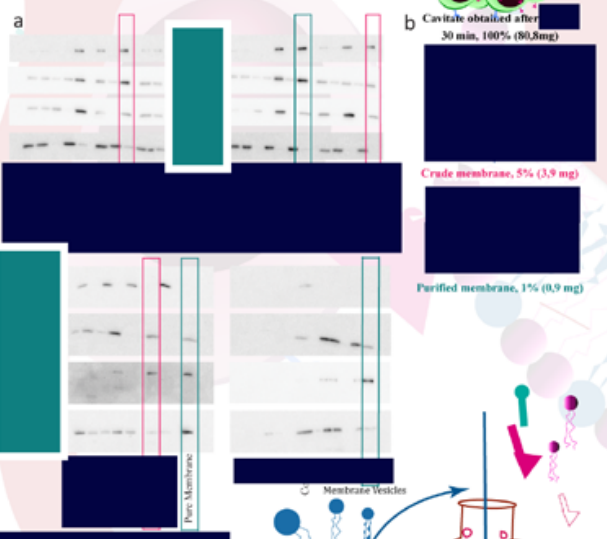 a
b
Cavitate obtained after
30 min, 100% (80,8mg)
Crude membrane, 5% (3,9 mg)
Purified membrane, 1% (0,9 mg)
Pure Membrane
Membrane Vesicles